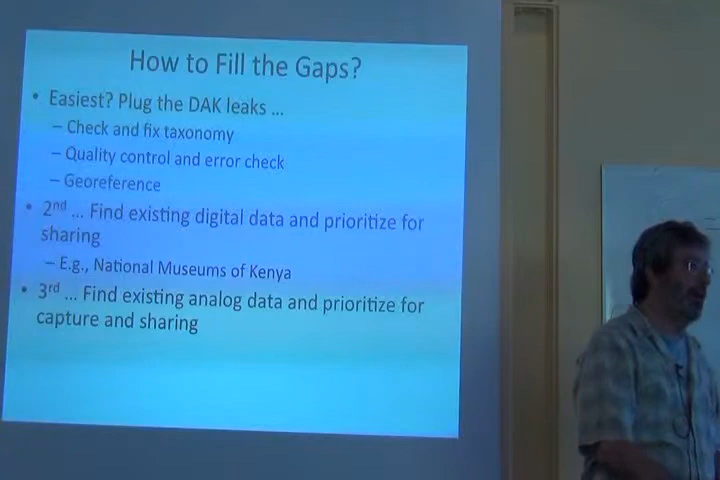 How to Fill the Gaps?
• Easiest? Plug the DAK leaks ...
– Check and fix taxonomy
– Quality control and error check
– Georeference
• 2nd ... Find existing digital data and prioritize for
sharing
– E.g., National Museums of Kenya
• 3rd ... Find existing analog data and prioritize for
capture and sharing